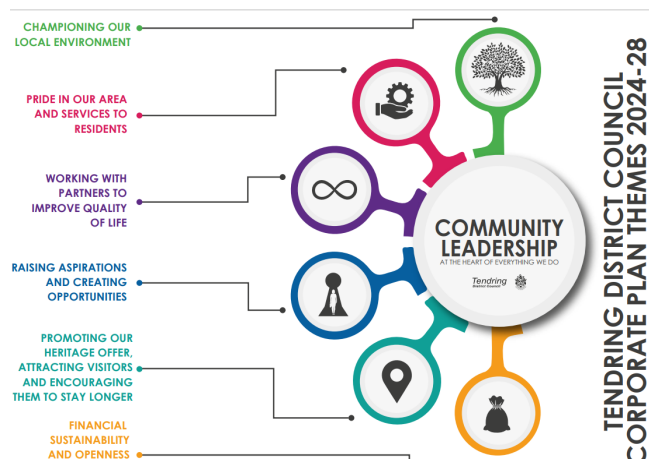 CHAMPIONING OUR
LOCAL ENVIRONMENT
PRIDE IN OUR AREA
AND SERVICES TO
RESIDENTS
WORKING WITH
PARTNERS TO
IMPROVE QUALITY
OF LIFE
RAISING ASPIRATIONS
AND CREATING
OPPORTUNITIES
PROMOTING OUR
HERITAGE OFFER,
ATTRACTING VISITORS
AND ENCOURAGING
THEM TO STAY LONGER
FINANCIAL
SUSTAINABILITY
AND OPENNESS
COMMUNITY
LEADERSHIP
AT THE HEART OF EVERYTHING WE DO
Tendring
District Council
TENDRING DISTRICT COUNCIL
CORPORATE PLAN THEMES 2024-28